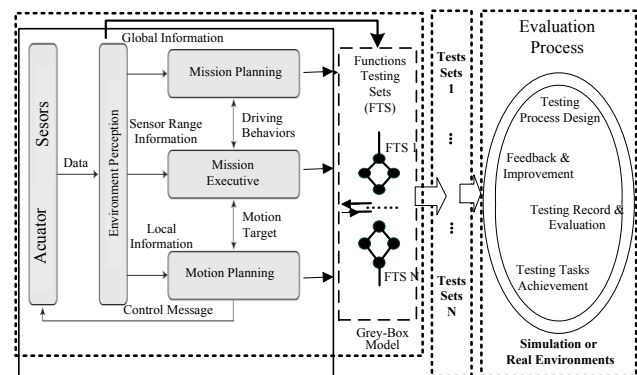 Global Information
Mission Planning
Sensor Range
Information
Driving
Behaviors
Acuator Sesors
Data
Environment Perception
Mission
Executive
Local
Information
Motion
Target
Motion Planning
Control Message
Functions
Testing
Sets
(FTS)
FTS 1
......
FTS N
Grey-Box
Model
Tests
Sets
1
...
...
Tests
Sets
N
Evaluation
Process
Testing
Process Design
Feedback &
Improvement
Testing Record &
Evaluation
Testing Tasks
Achievement
Simulation or
Real Environments